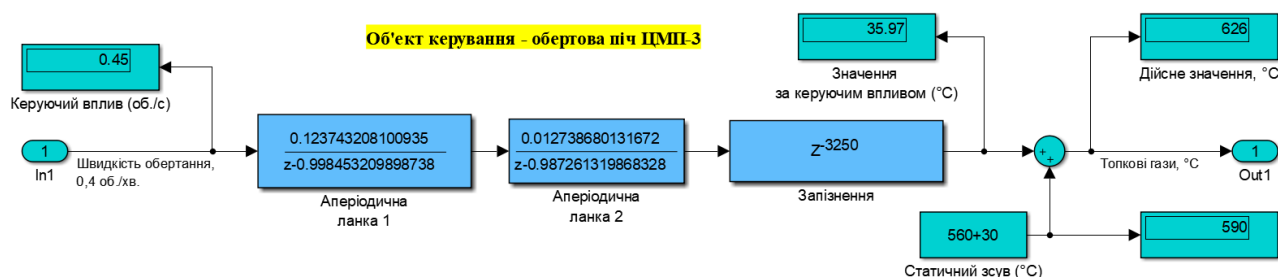 Об'ект керування - обертова піч ЦМП-3
0.45
Керуючий вплив (об./с)
35.97
Значення
за керуючим впливом (°C)
626
Дійсне значення, °C
1
In1
Швидкість обертання,
0,4 об./хв.
0.123743208100935
z-0.998453209898738
Аперіодична
ланка 1
0.012738680131672
z-0.987261319868328
Аперіодична
ланка 2
z-3250
Запізнення
+
+
Топкові гази, °C
1
Out1
560+30
Статичний зсув (°C)
590